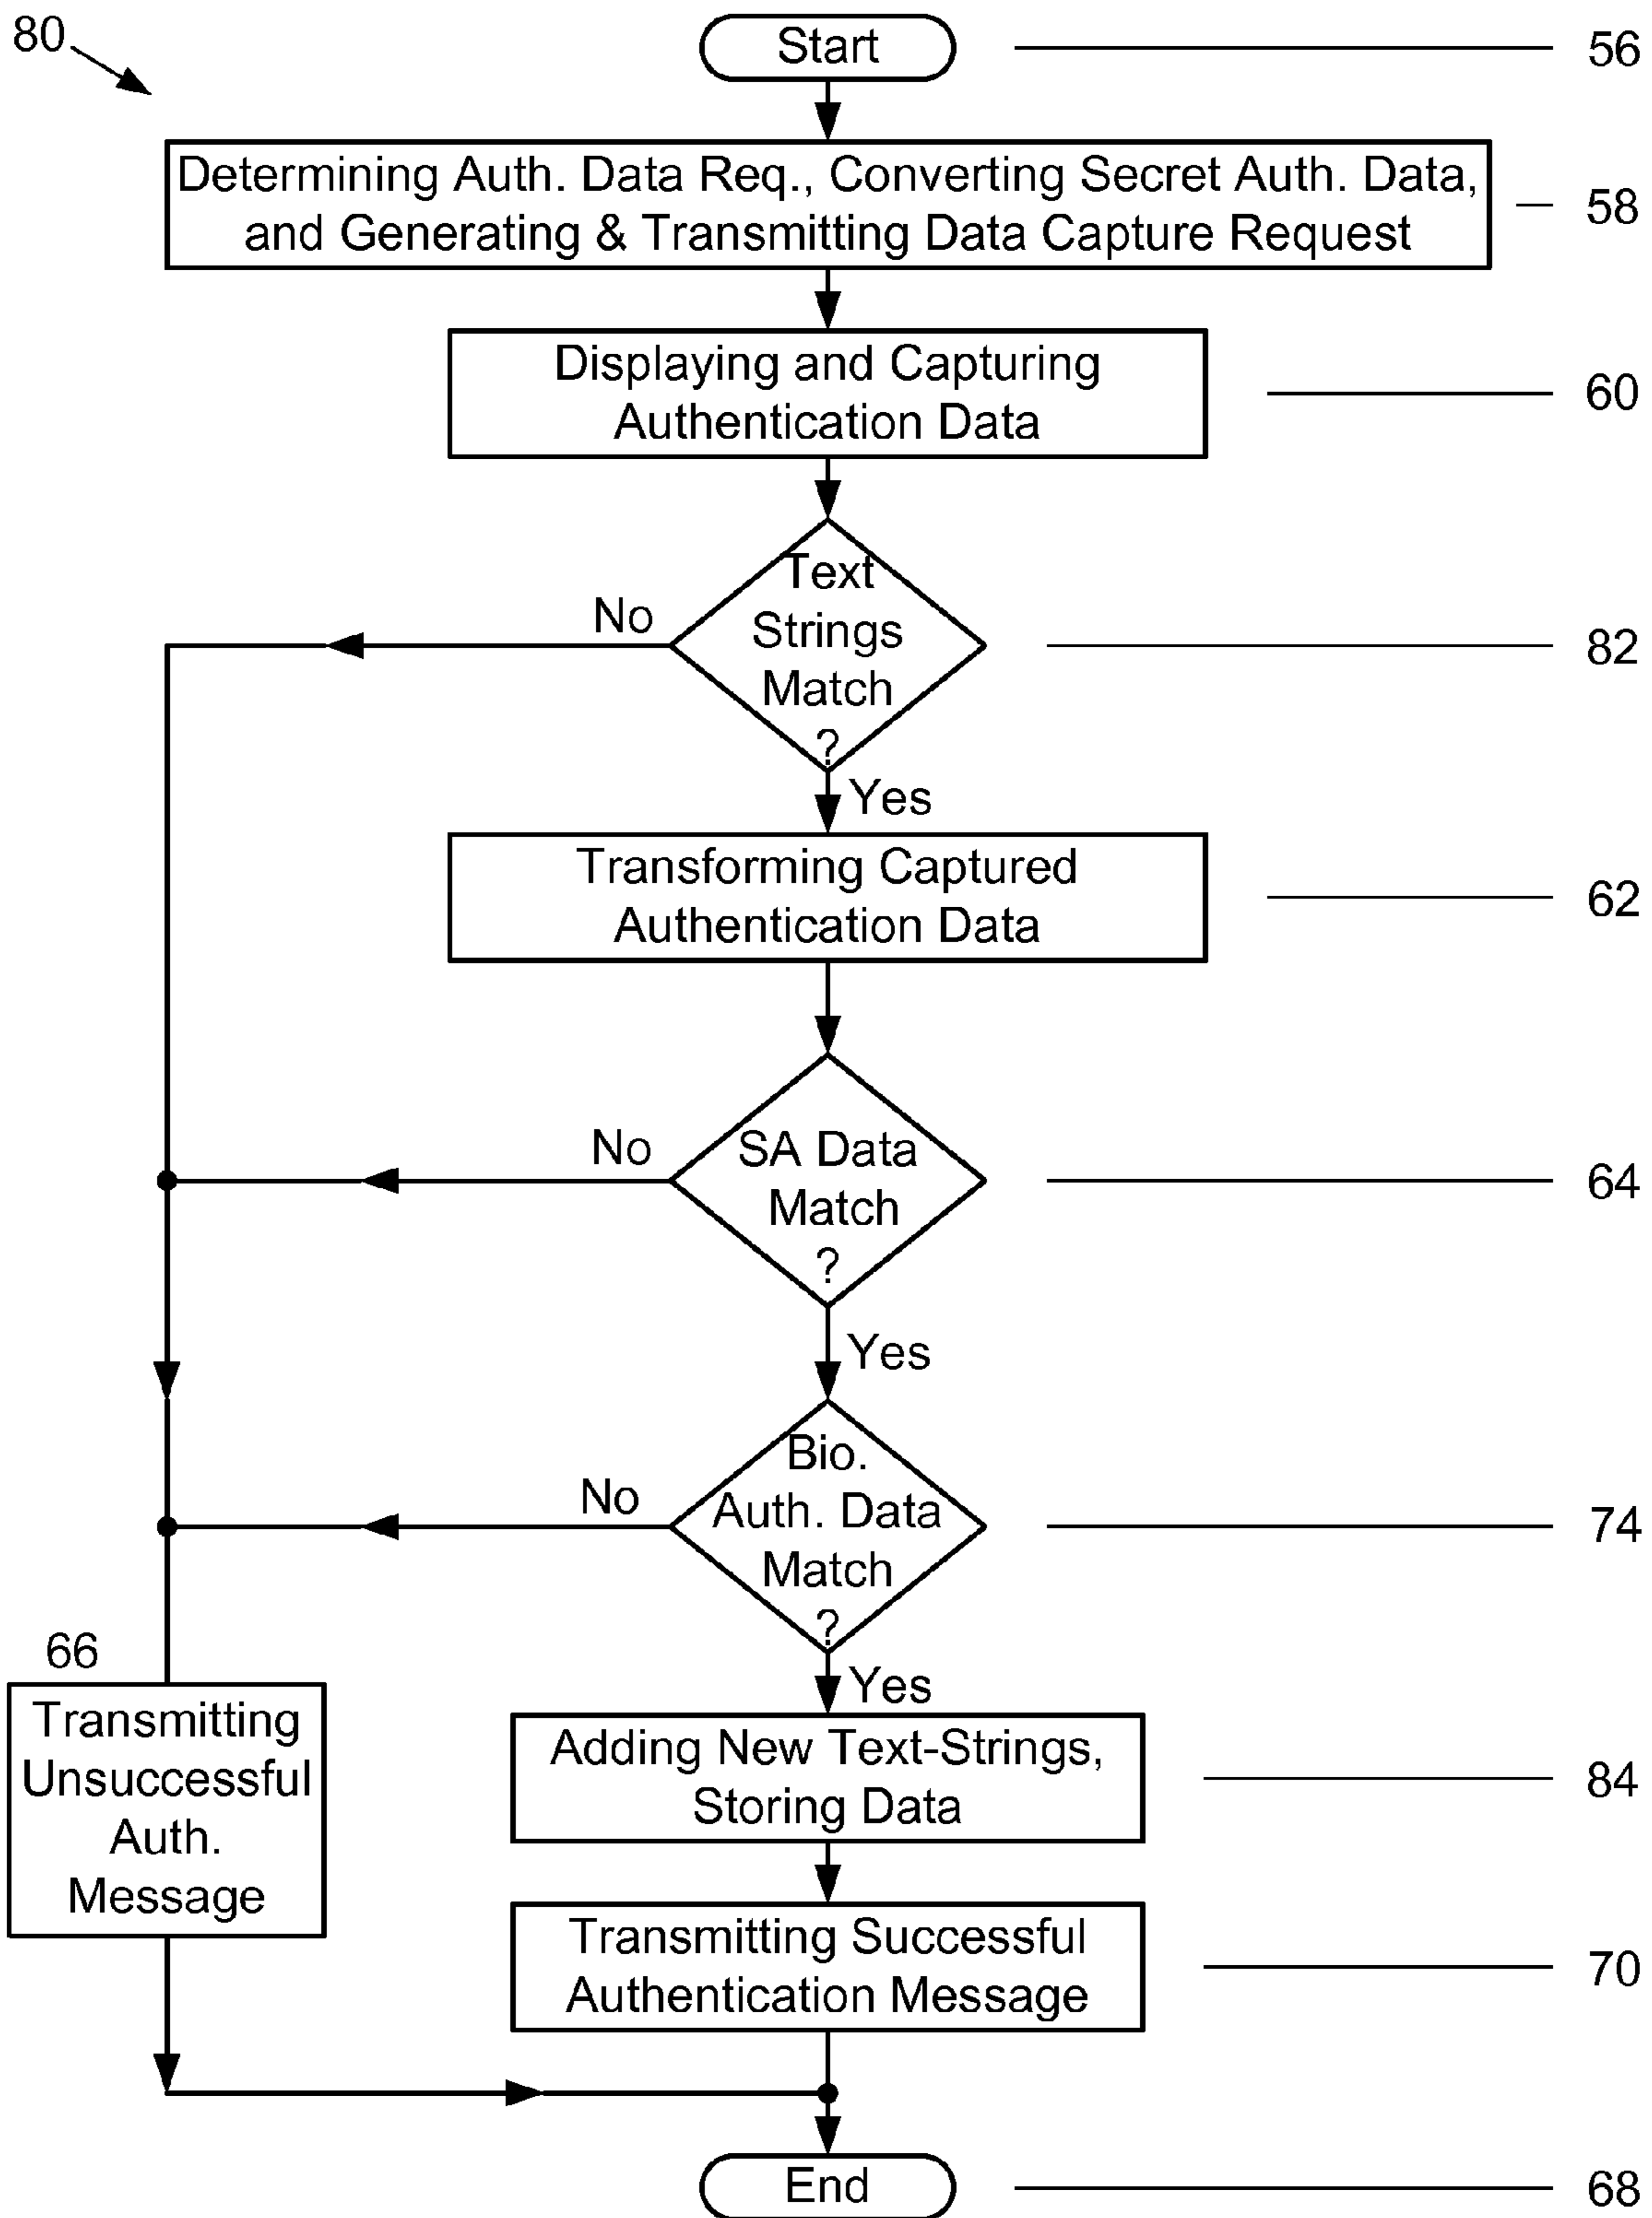 80
Start
56
Determining Auth. Data Req., Converting Secret Auth. Data,
and Generating & Transmitting Data Capture Request
58
Displaying and Capturing
Authentication Data
60
Text
Strings
Match
?
No
82
Yes
Transforming Captured
Authentication Data
62
SA Data
Match
?
No
64
Yes
Bio.
Auth. Data
Match
?
No
74
Yes
66
Transmitting
Unsuccessful
Auth.
Message
Adding New Text-Strings,
Storing Data
84
Transmitting Successful
Authentication Message
70
End
68